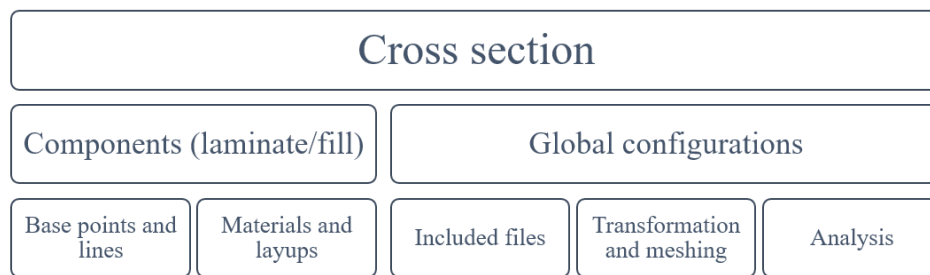 Cross section
Components (laminate/fill)
Global configurations
Base points and
lines
Materials and
layups
Included files
Transformation
and meshing
Analysis